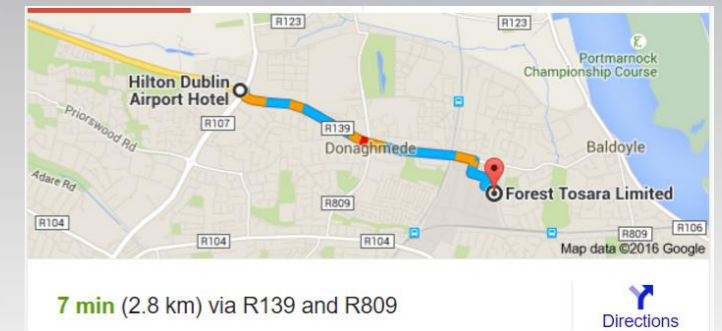 R123
R123
Portmarnock
Championship Course
Hilton Dublin
Airport Hotel
Priorswood Rd
R107
R139
Donaghmede
Baldoyle
Adare Rd
Forest Tosara Limited
R809
R104
R104
R104
R809
R106
Map data ©2016 Google
7 min (2.8 km) via R139 and R809
Directions